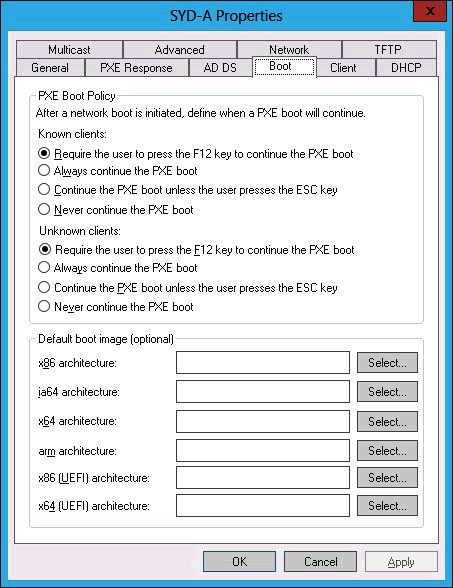 SYD-A Properties
x
Multicast Advanced Network TFTP
General PXE Response AD DS Boot Client DHCP
PXE Boot Policy
After a network boot is initiated, define when a PXE boot will continue.
Known clients:
Require the user to press the F12 key to continue the PXE boot
Always continue the PXE boot
Continue the PXE boot unless the user presses the ESC key
Never continue the PXE boot
Unknown clients:
Require the user to press the F12 key to continue the PXE boot
Always continue the PXE boot
Continue the PXE boot unless the user presses the ESC key
Never continue the PXE boot
Default boot image (optional)
x86 architecture: Select...
ia64 architecture: Select...
x64 architecture: Select...
arm architecture: Select...
x86 (UEFI) architecture: Select...
x64 (UEFI) architecture: Select...
OK Cancel Apply